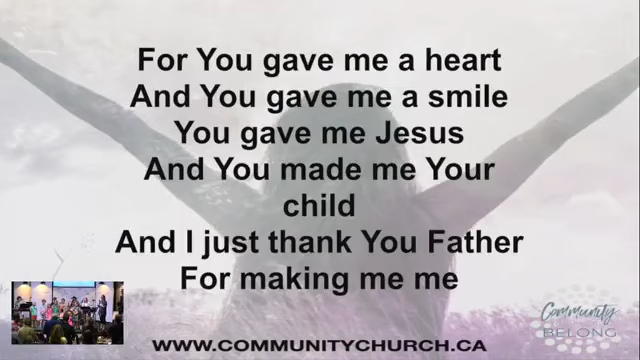 For You gave me a heart
And You gave me a smile
You gave me Jesus
And You made me Your
child
And I just thank You Father
For making me me
Community
BELONG
WWW.COMMUNITYCHURCH.CA